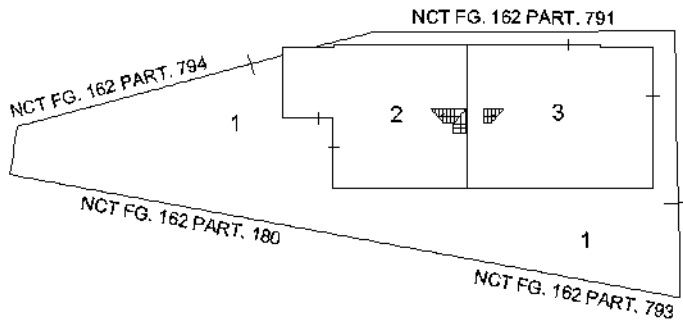 NCT FG. 162 PART. 791
NCT FG. 162 PART. 794
1
2
3
NCT FG. 162 PART. 180
1
NCT FG. 162 PART. 793